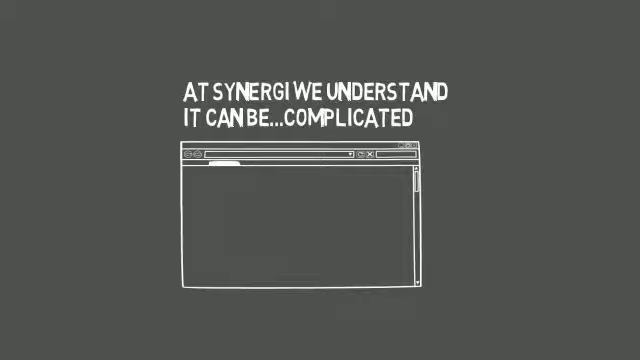 AT SYNERGI WE UNDERSTAND
IT CAN BE...COMPLICATED